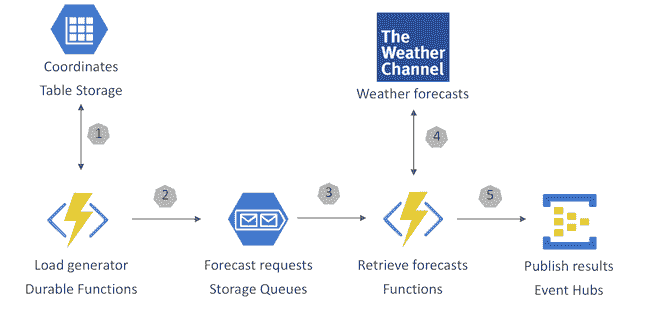 The
Weather
Channel
Coordinates
Table Storage
Weather forecasts
1
4
2
3
5
Load generator
Durable Functions
Forecast requests
Storage Queues
Retrieve forecasts
Functions
Publish results
Event Hubs